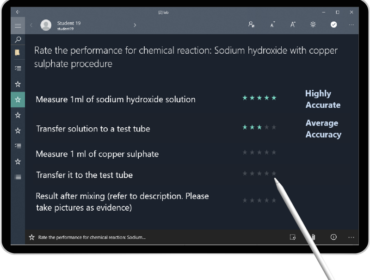 Student 19
student19
Rate the performance for chemical reaction: Sodium hydroxide with copper
sulphate procedure
Measure 1ml of sodium hydroxide solution
Highly
Accurate
Transfer solution to a test tube
Average
Accuracy
Measure 1 ml of copper sulphate
Transfer it to the test tube
Result after mixing (refer to description. Please
take pictures as evidence)
Rate the performance for chemical reaction: Sodium...